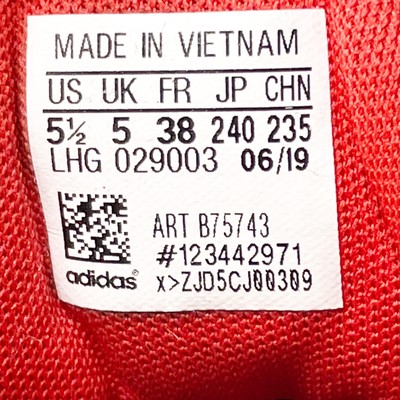 MADE IN VIETNAM
US UK FR JP CHN
5½ 5 38 240 235
LHG 029003 06/19
ART B75743
#123442971
adidas® x>ZJD5CJ00309